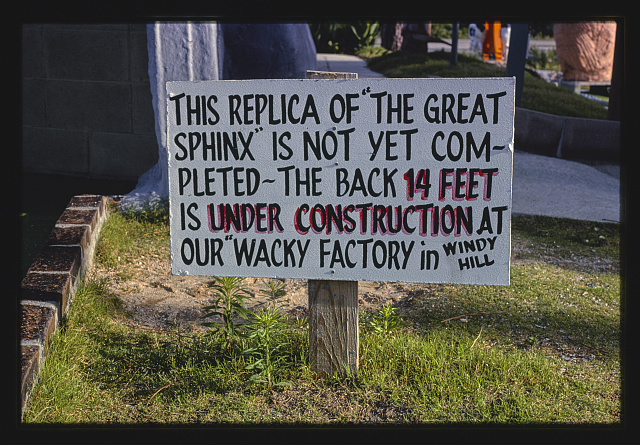 THIS REPLICA OF "THE GREAT
SPHINX" IS NOT YET COM-
PLETED~THE BACK 14 FEET
IS UNDER CONSTRUCTION AT
OUR "WACKY FACTORY in WINDY
HILL